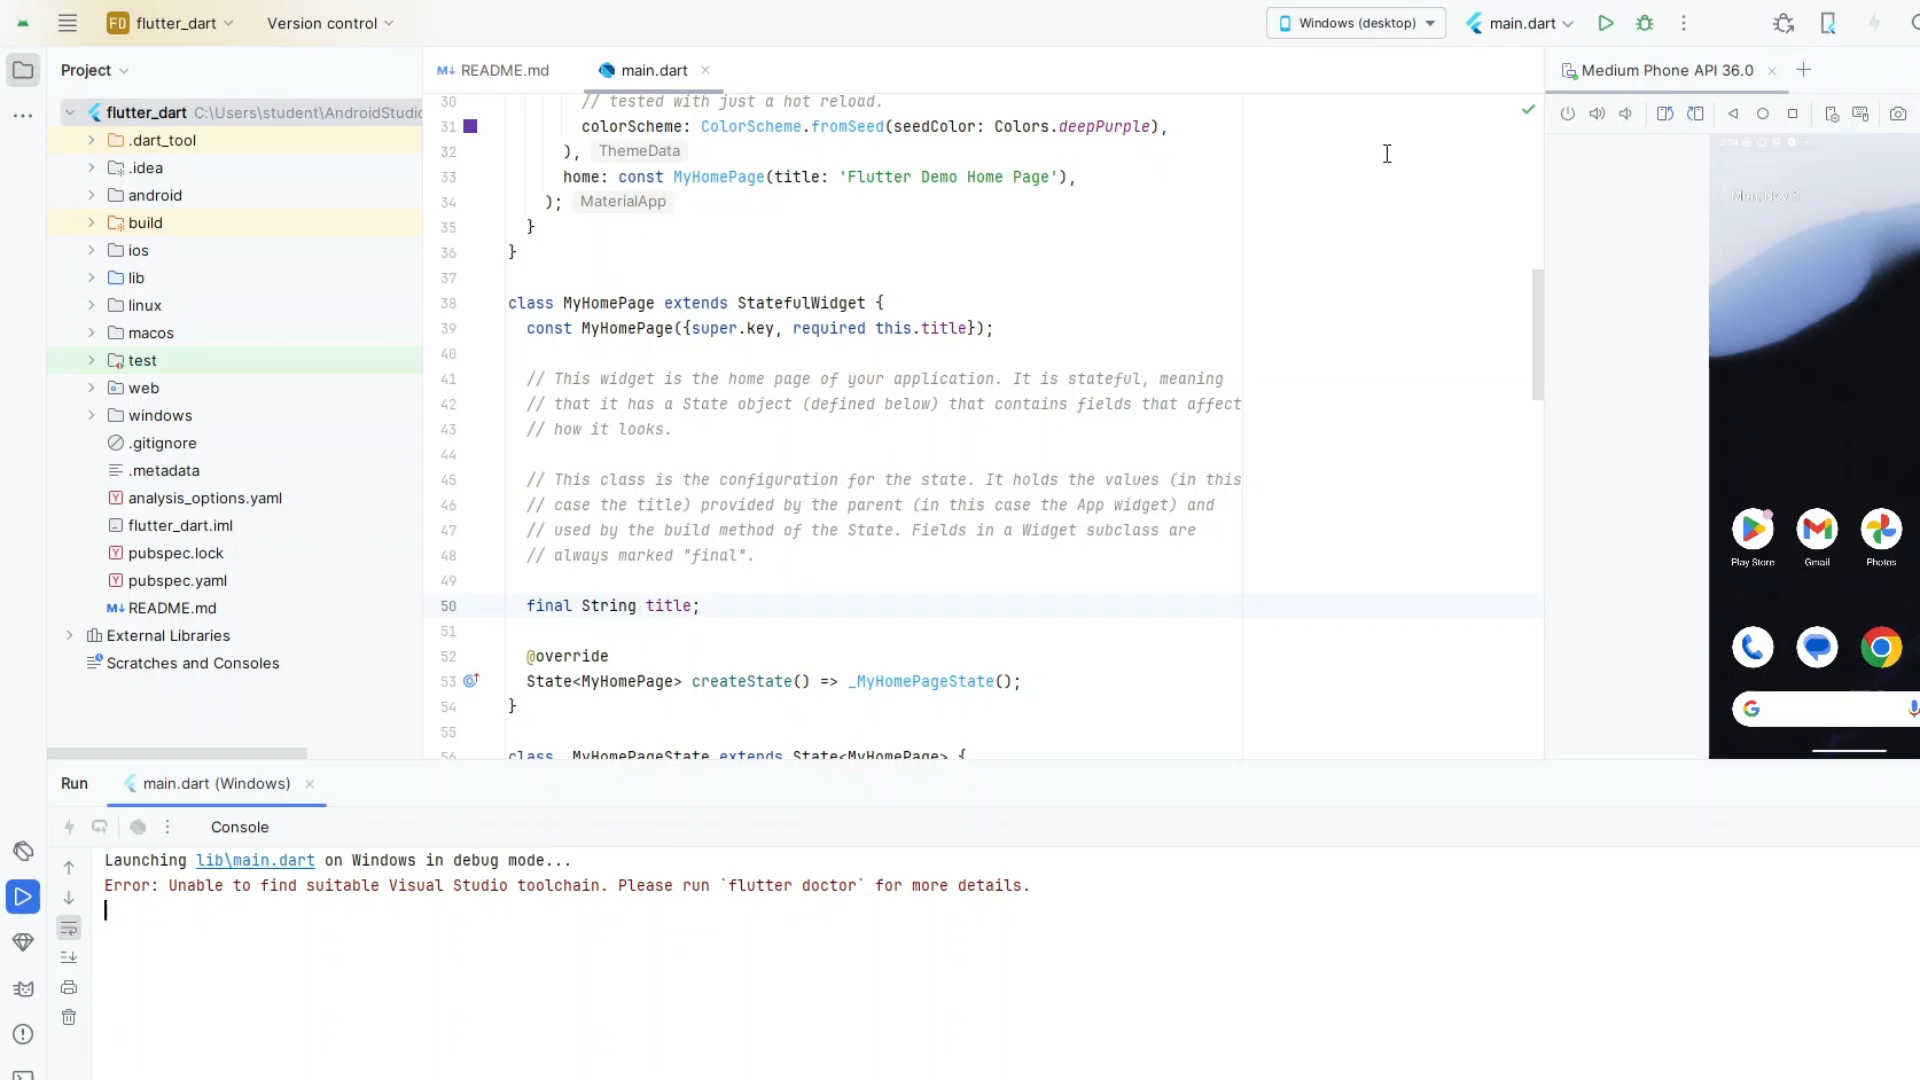 FD flutter_dart Version control Windows (desktop) main.dart
Project README.md main.dart Medium Phone API 36.0
flutter_dart C:\Users\student\AndroidStudio
.dart_tool
.idea
android
build
ios
lib
linux
macos
test
web
windows
.gitignore
.metadata
analysis_options.yaml
flutter_dart.iml
pubspec.lock
pubspec.yaml
README.md
External Libraries
Scratches and Consoles
30 // tested with just a hot reload.
31 colorScheme: ColorScheme.fromSeed(seedColor: Colors.deepPurple),
32 ), ThemeData
33 home: const MyHomePage(title: 'Flutter Demo Home Page'),
34 ); MaterialApp
35 }
36 }
37
38 class MyHomePage extends StatefulWidget {
39 const MyHomePage({super.key, required this.title});
40
41 // This widget is the home page of your application. It is stateful, meaning
42 // that it has a State object (defined below) that contains fields that affect
43 // how it looks.
44
45 // This class is the configuration for the state. It holds the values (in this
46 // case the title) provided by the parent (in this case the App widget) and
47 // used by the build method of the State. Fields in a Widget subclass are
48 // always marked "final".
49
50 final String title;
51
52 @override
53 State<MyHomePage> createState() => _MyHomePageState();
54 }
55
56 class _MyHomePageState extends State<MyHomePage> {
Mon, Nov 3
Play Store Gmail Photos
Run main.dart (Windows)
Console
Launching lib\main.dart on Windows in debug mode...
Error: Unable to find suitable Visual Studio toolchain. Please run `flutter doctor` for more details.